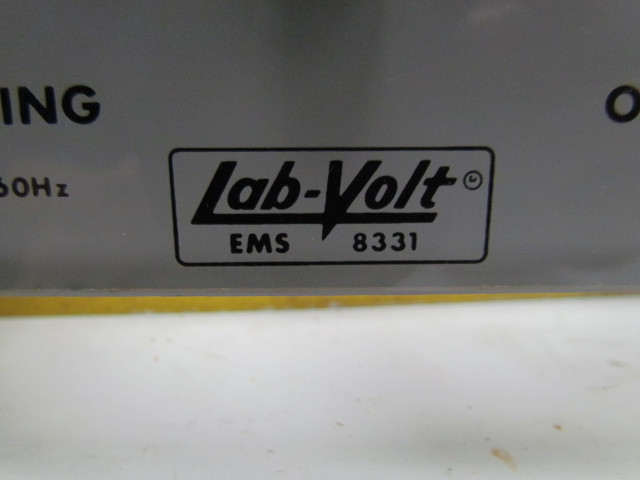 ING
O
60Hz
Lab-Volt
EMS 8331